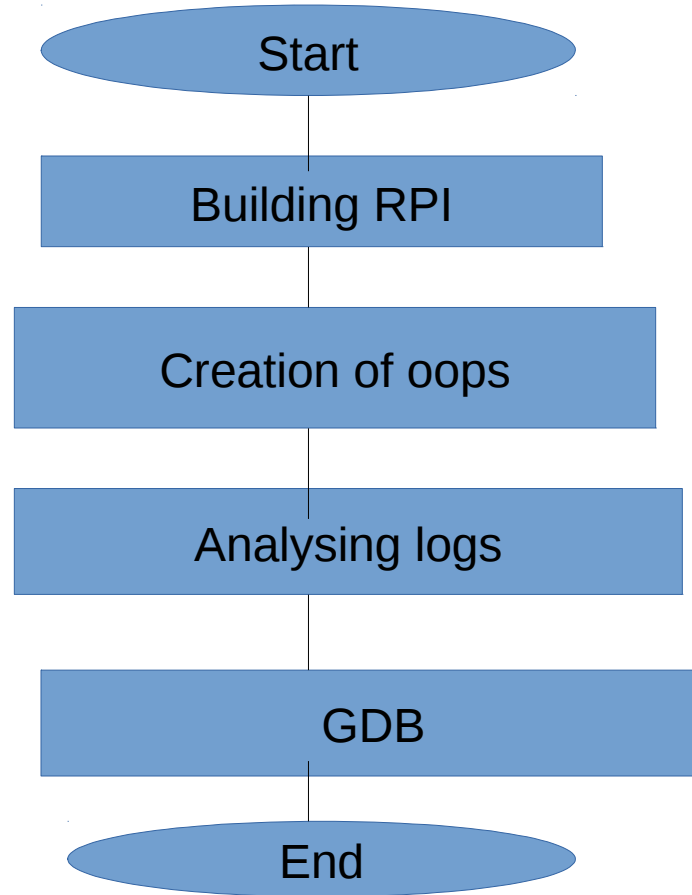 Start
Building RPI
Creation of oops
Analysing logs
GDB
End